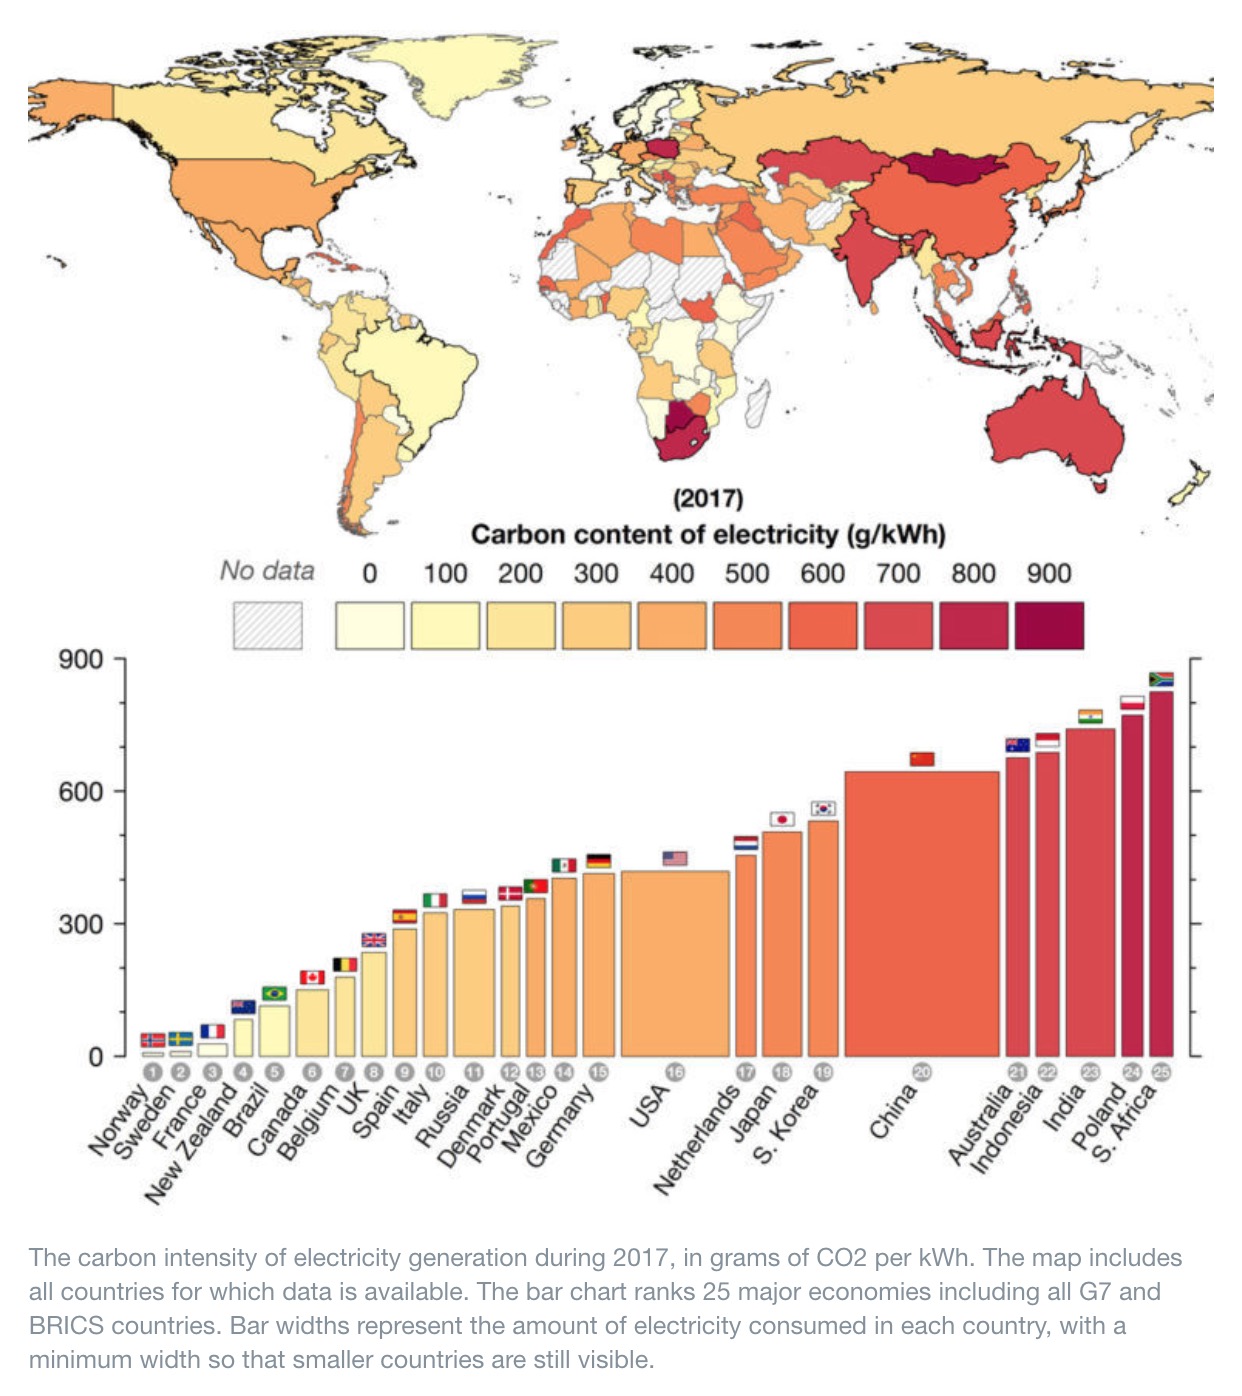 (2017)
Carbon content of electricity (g/kWh)
No data 0 100 200 300 400 500 600 700 800 900
900
600
300
0
1 2 3 4 5 6 7 8 9 10 11 12 13 14 15 16 17 18 19 20 21 22 23 24 25
Norway
Sweden
France
New Zealand
Brazil
Canada
Belgium
UK
Spain
Italy
Russia
Denmark
Portugal
Mexico
Germany
USA
Netherlands
Japan
S. Korea
China
Australia
Indonesia
India
Poland
S. Africa
The carbon intensity of electricity generation during 2017, in grams of CO2 per kWh. The map includes
all countries for which data is available. The bar chart ranks 25 major economies including all G7 and
BRICS countries. Bar widths represent the amount of electricity consumed in each country, with a
minimum width so that smaller countries are still visible.